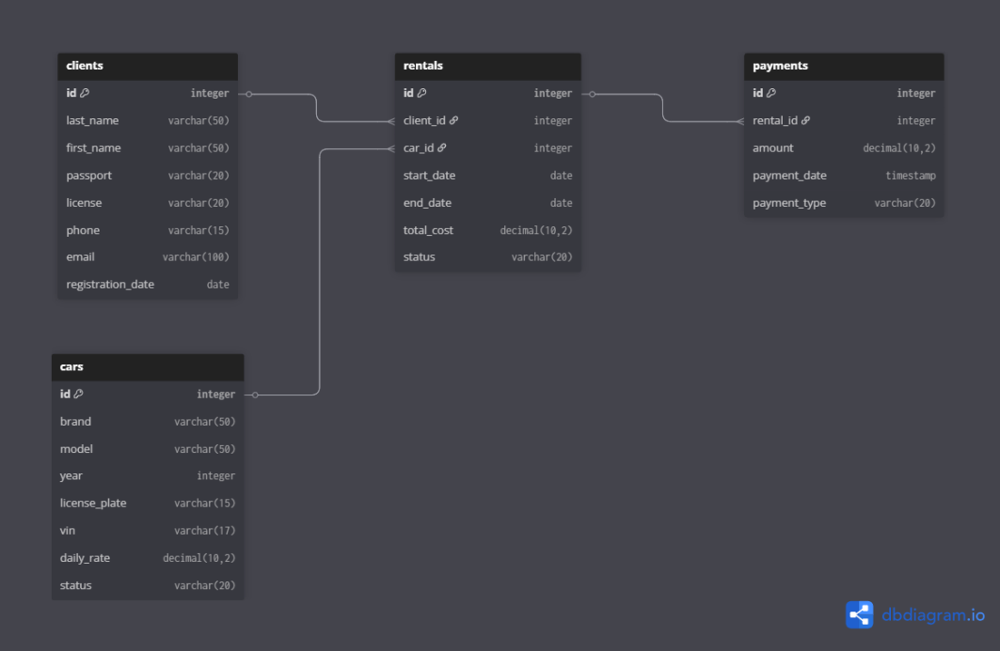 clients
id integer
last_name varchar(50)
first_name varchar(50)
passport varchar(20)
license varchar(20)
phone varchar(15)
email varchar(100)
registration_date date
rentals
id integer
client_id integer
car_id integer
start_date date
end_date date
total_cost decimal(10,2)
status varchar(20)
payments
id integer
rental_id integer
amount decimal(10,2)
payment_date timestamp
payment_type varchar(20)
cars
id integer
brand varchar(50)
model varchar(50)
year integer
license_plate varchar(15)
vin varchar(17)
daily_rate decimal(10,2)
status varchar(20)
dbdiagram.io